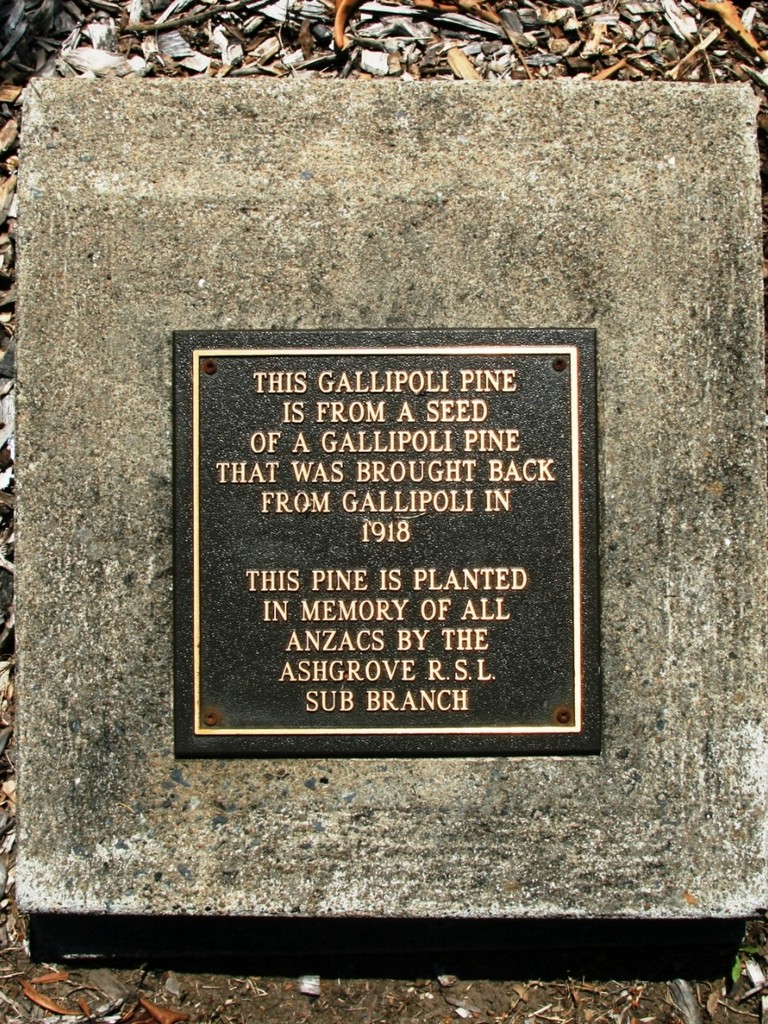 THIS GALLIPOLI PINE
IS FROM A SEED
OF A GALLIPOLI PINE
THAT WAS BROUGHT BACK
FROM GALLIPOLI IN
1918
THIS PINE IS PLANTED
IN MEMORY OF ALL
ANZACS BY THE
ASHGROVE R.S.L.
SUB BRANCH